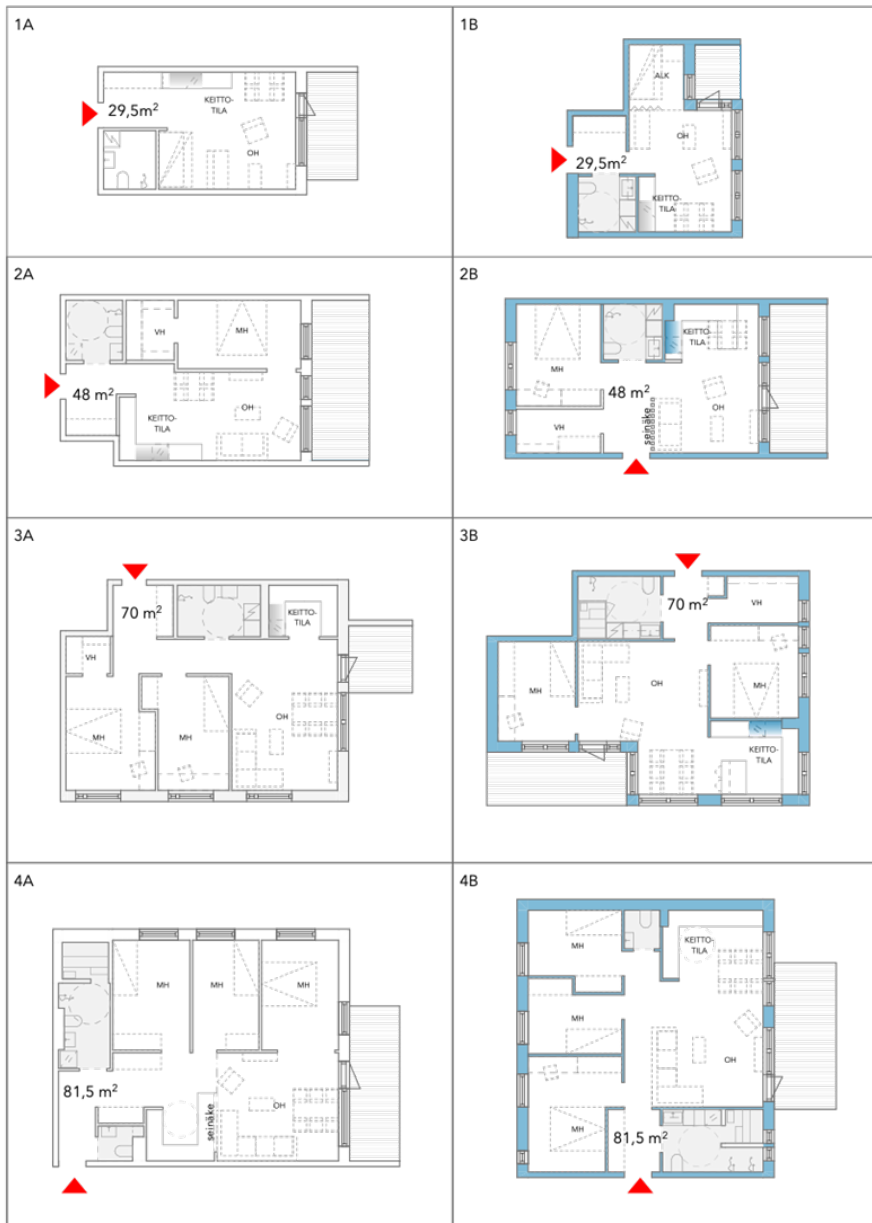 1A
KEITTO-
TILA
29,5m²
OH
1B
ALK
OH
29,5m²
KEITTO-
TILA
2A
VH
MH
48 m²
KEITTO-
TILA
OH
2B
KEITTO-
TILA
MH
48 m²
OH
seinäke
VH
3A
70 m²
KEITTO-
TILA
VH
OH
MH
MH
3B
70 m²
VH
MH
OH
MH
KEITTO-
TILA
4A
MH
MH
MH
81,5 m²
seinäke
OH
4B
MH
KEITTO-
TILA
MH
OH
MH
81,5 m²